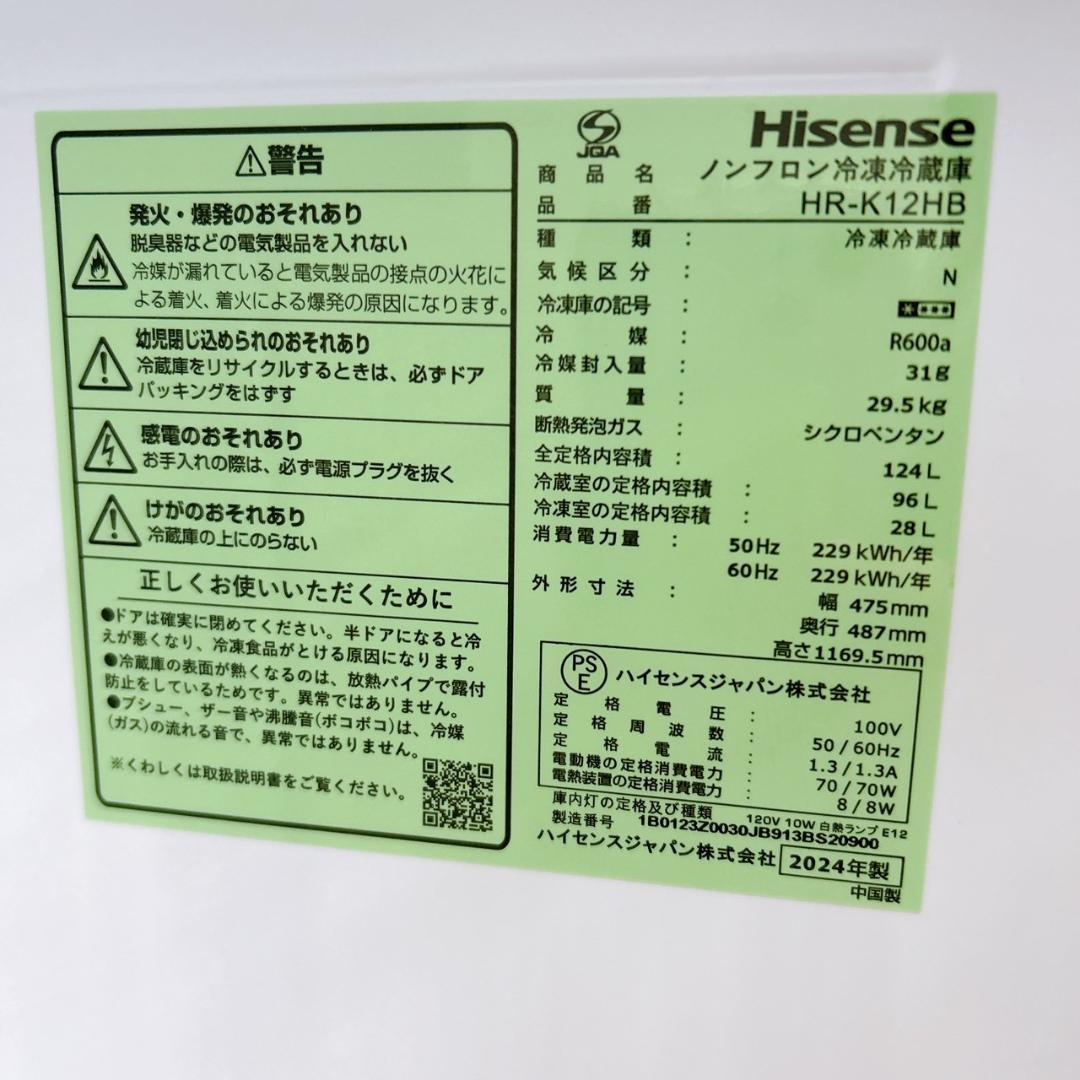 ⚠警告
発火・爆発のおそれあり
脱臭器などの電気製品を入れない
冷媒が漏れていると電気製品の接点の火花に
よる着火、着火による爆発の原因になります。
幼児閉じ込められのおそれあり
冷蔵庫をリサイクルするときは、必ずドア
パッキングをはずす
感電のおそれあり
お手入れの際は、必ず電源プラグを抜く
けがのおそれあり
冷蔵庫の上にのらない
正しくお使いいただくために
●ドアは確実に閉めてください。半ドアになると冷
えが悪くなり、冷凍食品がとける原因になります。
●冷蔵庫の表面が熱くなるのは、放熱パイプで露付
防止をしているためです。異常ではありません。
●プシュー、ザー音や沸騰音(ボコボコ)は、冷媒
(ガス)の流れる音で、異常ではありません。
※くわしくは取扱説明書をご覧ください。
JQA
Hisense
商品名 ノンフロン冷凍冷蔵庫
品番 HR-K12HB
種類： 冷凍冷蔵庫
気候区分： N
冷凍庫の記号：
冷媒： R600a
冷媒封入量： 31g
質量： 29.5kg
断熱発泡ガス： シクロペンタン
全定格内容積： 124L
冷蔵室の定格内容積： 96L
冷凍室の定格内容積： 28L
消費電力量： 50Hz 229kWh/年
60Hz 229kWh/年
外形寸法： 幅 475mm
奥行 487mm
高さ1169.5mm
PSE ハイセンスジャパン株式会社
定格電圧： 100V
定格周波数： 50/60Hz
定格電流： 1.3/1.3A
電動機の定格消費電力： 70/70W
電熱装置の定格消費電力： 8/8W
庫内灯の定格及び種類 120V 10W 白熱ランプ E12
製造番号 1B0123Z0030JB913BS20900
ハイセンスジャパン株式会社 2024年製
中国製